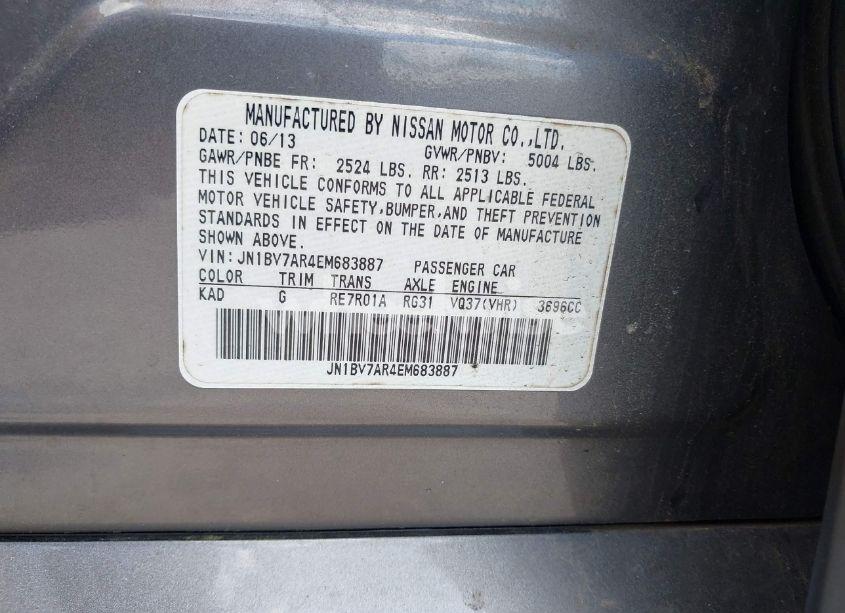 MANUFACTURED BY NISSAN MOTOR CO.,LTD.
DATE: 06/13 GVWR/PNBV: 5004 LBS.
GAWR/PNBE FR: 2524 LBS. RR: 2513 LBS.
THIS VEHICLE CONFORMS TO ALL APPLICABLE FEDERAL
MOTOR VEHICLE SAFETY,BUMPER,AND THEFT PREVENTION
STANDARDS IN EFFECT ON THE DATE OF MANUFACTURE
SHOWN ABOVE.
VIN:JN1BV7AR4EM683887 PASSENGER CAR
COLOR TRIM TRANS AXLE ENGINE
KAD G RE7R01A RG31 VQ37(VHR) 3696CC
JN1BV7AR4EM683887